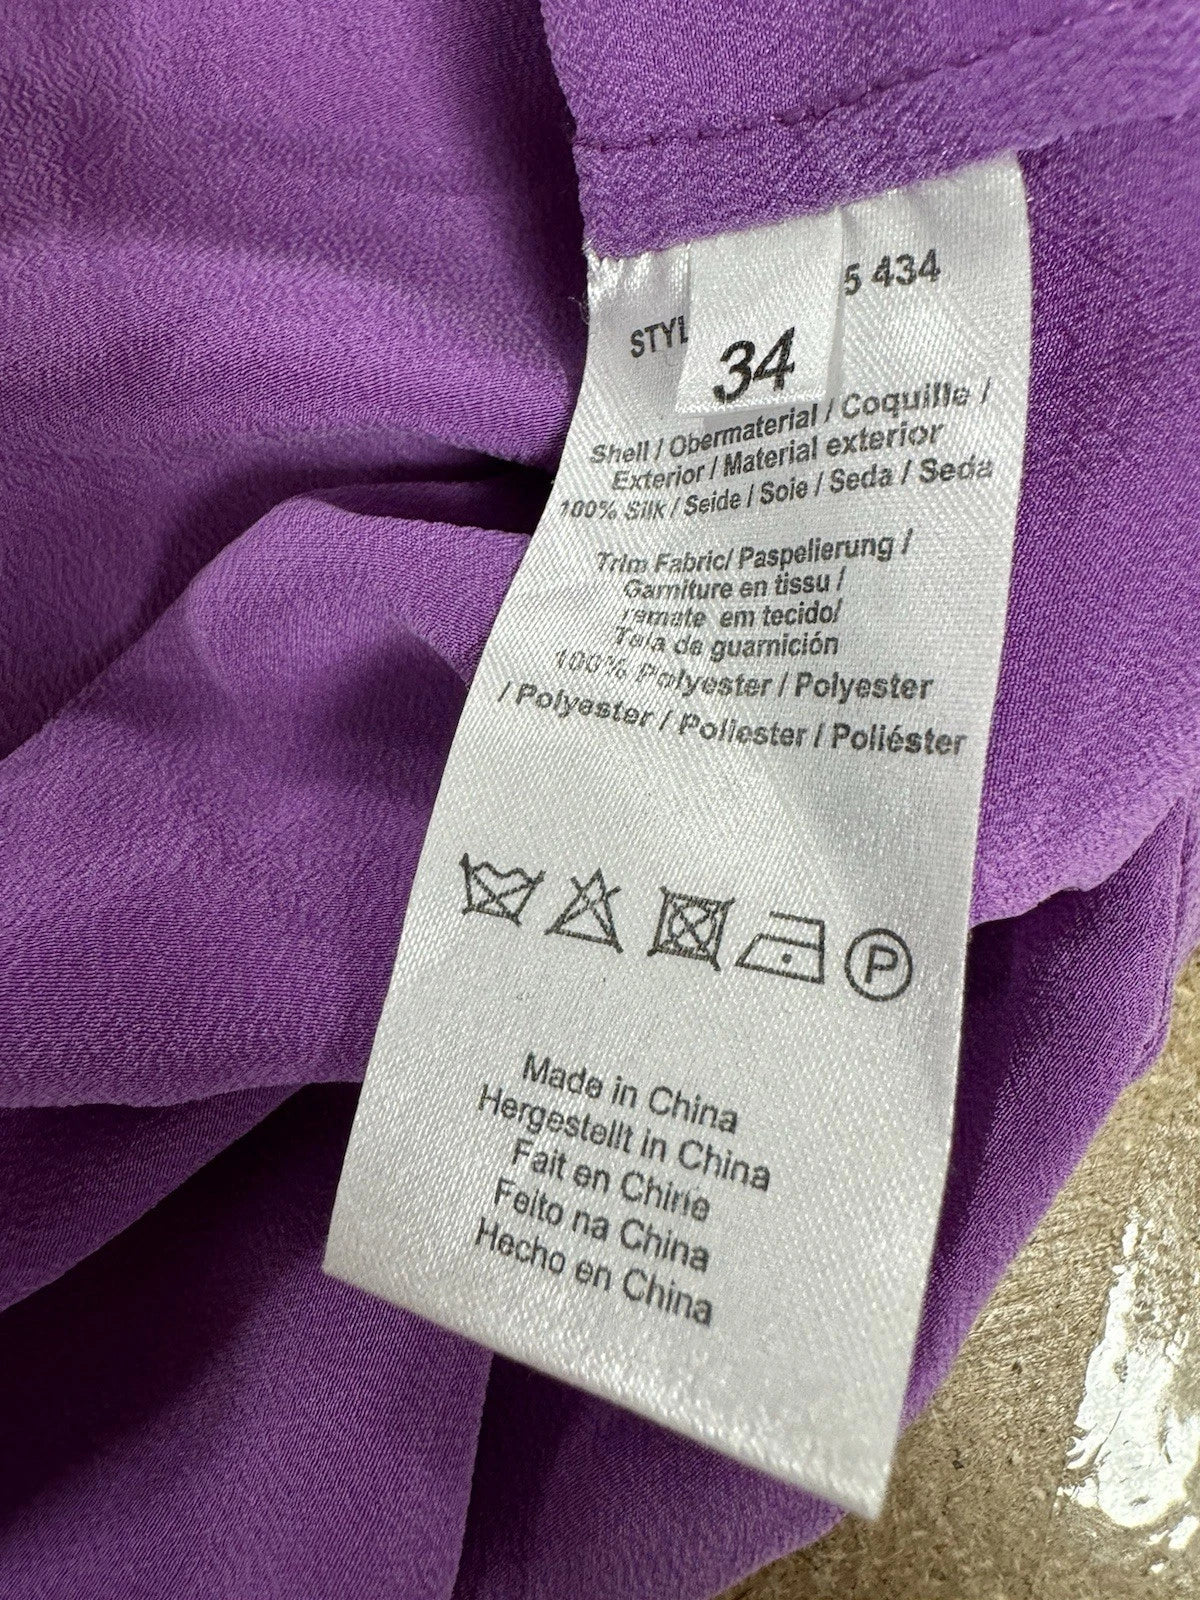 STYL 5 434
34
Shell / Obermaterial / Coquille /
Exterior / Material exterior
100% Silk / Seide / Soie / Seda / Seda
Trim Fabric/ Paspelierung /
Garniture en tissu /
remate em tecido/
Tela de guarnición
100% Polyester / Polyester
/ Polyester / Poliester / Poliéster
P
Made in China
Hergestellt in China
Fait en Chine
Feito na China
Hecho en China